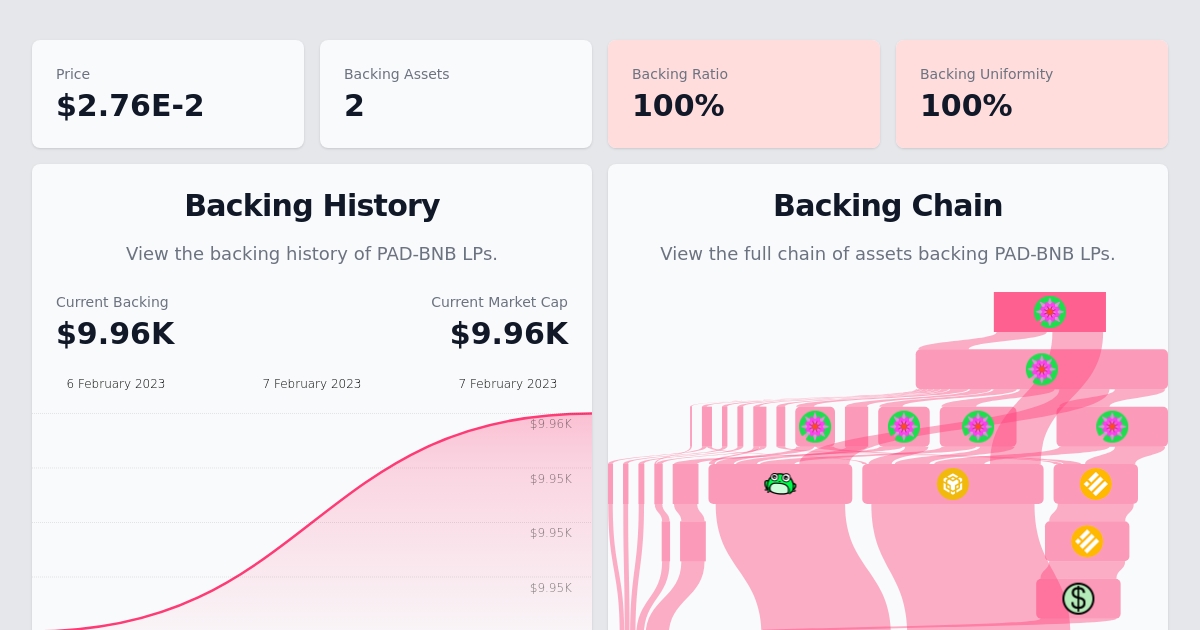 Price
$2.76E-2
Backing Assets
2
Backing Ratio
100%
Backing Uniformity
100%
Backing History
View the backing history of PAD-BNB LPs.
Current Backing
$9.96K
Current Market Cap
$9.96K
6 February 2023
7 February 2023
7 February 2023
$9.96K
$9.95K
$9.95K
$9.95K
Backing Chain
View the full chain of assets backing PAD-BNB LPs.
$